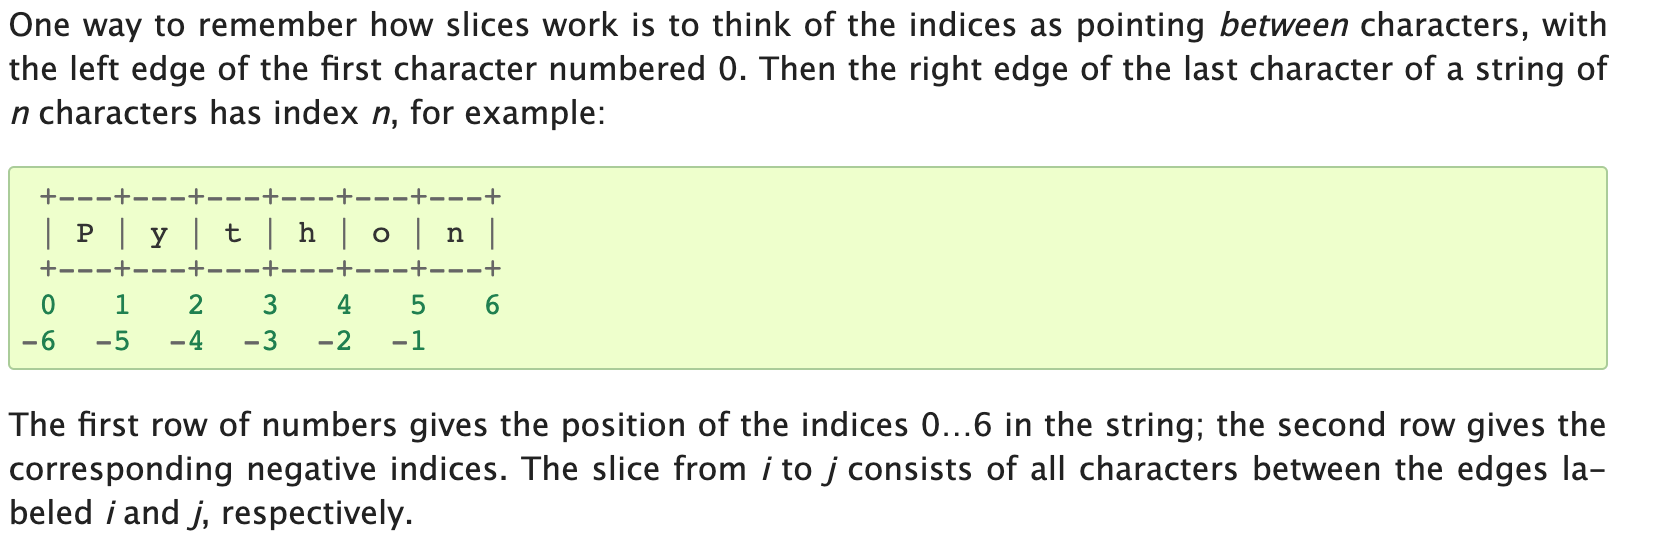 One way to remember how slices work is to think of the indices as pointing between characters, with
the left edge of the first character numbered 0. Then the right edge of the last character of a string of
n characters has index n, for example:
+---+---+---+---+---+---+
| P | y | t | h | o | n |
+---+---+---+---+---+---+
0   1   2   3   4   5   6
-6  -5  -4  -3  -2  -1
The first row of numbers gives the position of the indices 0…6 in the string; the second row gives the
corresponding negative indices. The slice from i to j consists of all characters between the edges la-
beled i and j, respectively.